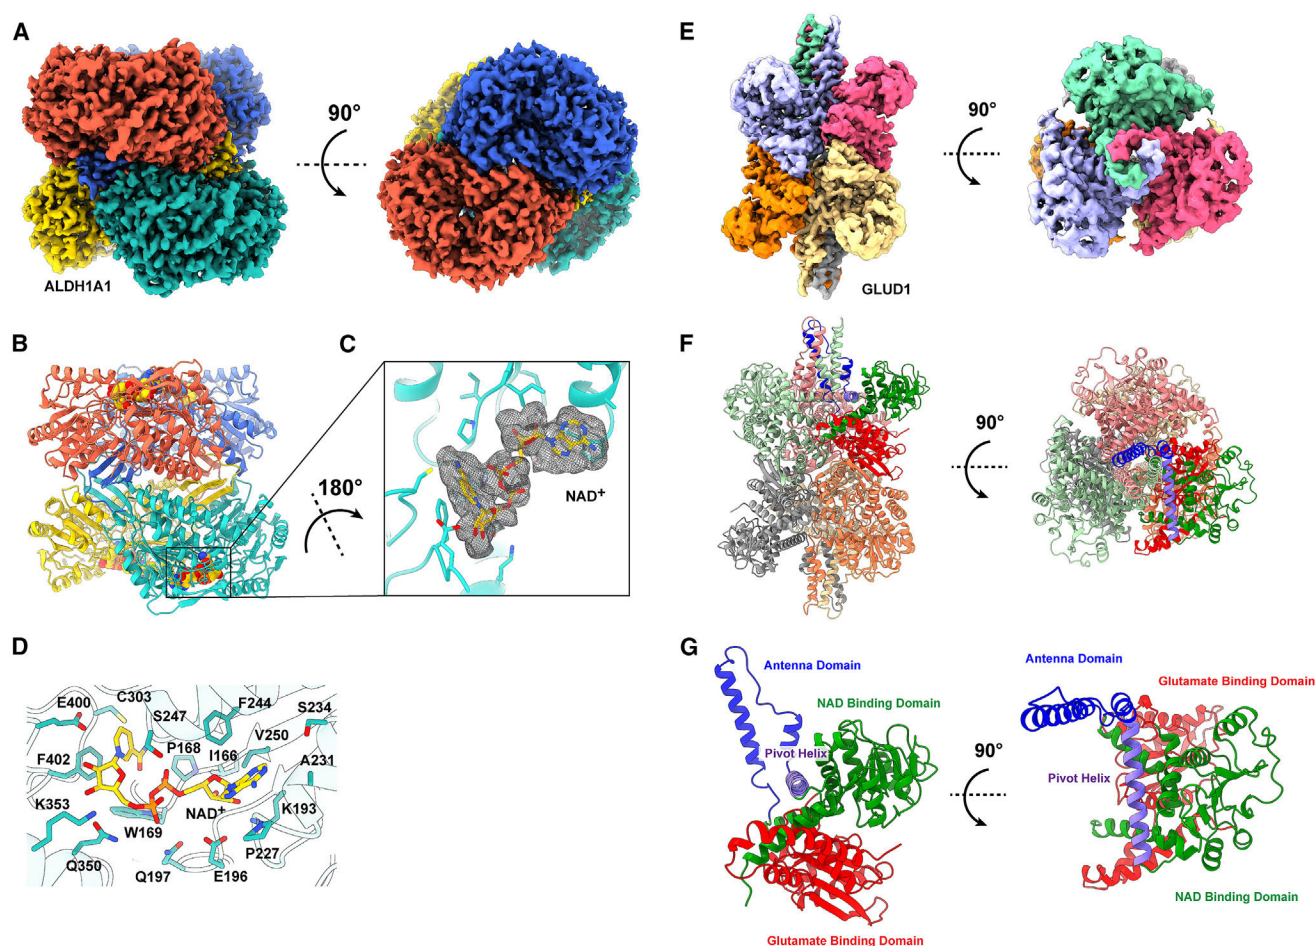 A
90°
ALDH1A1
B
C
180°
NAD+
D
E400
C303
S247
F244
S234
P168
I166
V250
F402
A231
K353
W169
NAD+
K193
Q350
Q197
E196
P227
E
90°
GLUD1
F
90°
G
Antenna Domain
NAD Binding Domain
Pivot Helix
Glutamate Binding Domain
90°
Antenna Domain
Glutamate Binding Domain
Pivot Helix
NAD Binding Domain